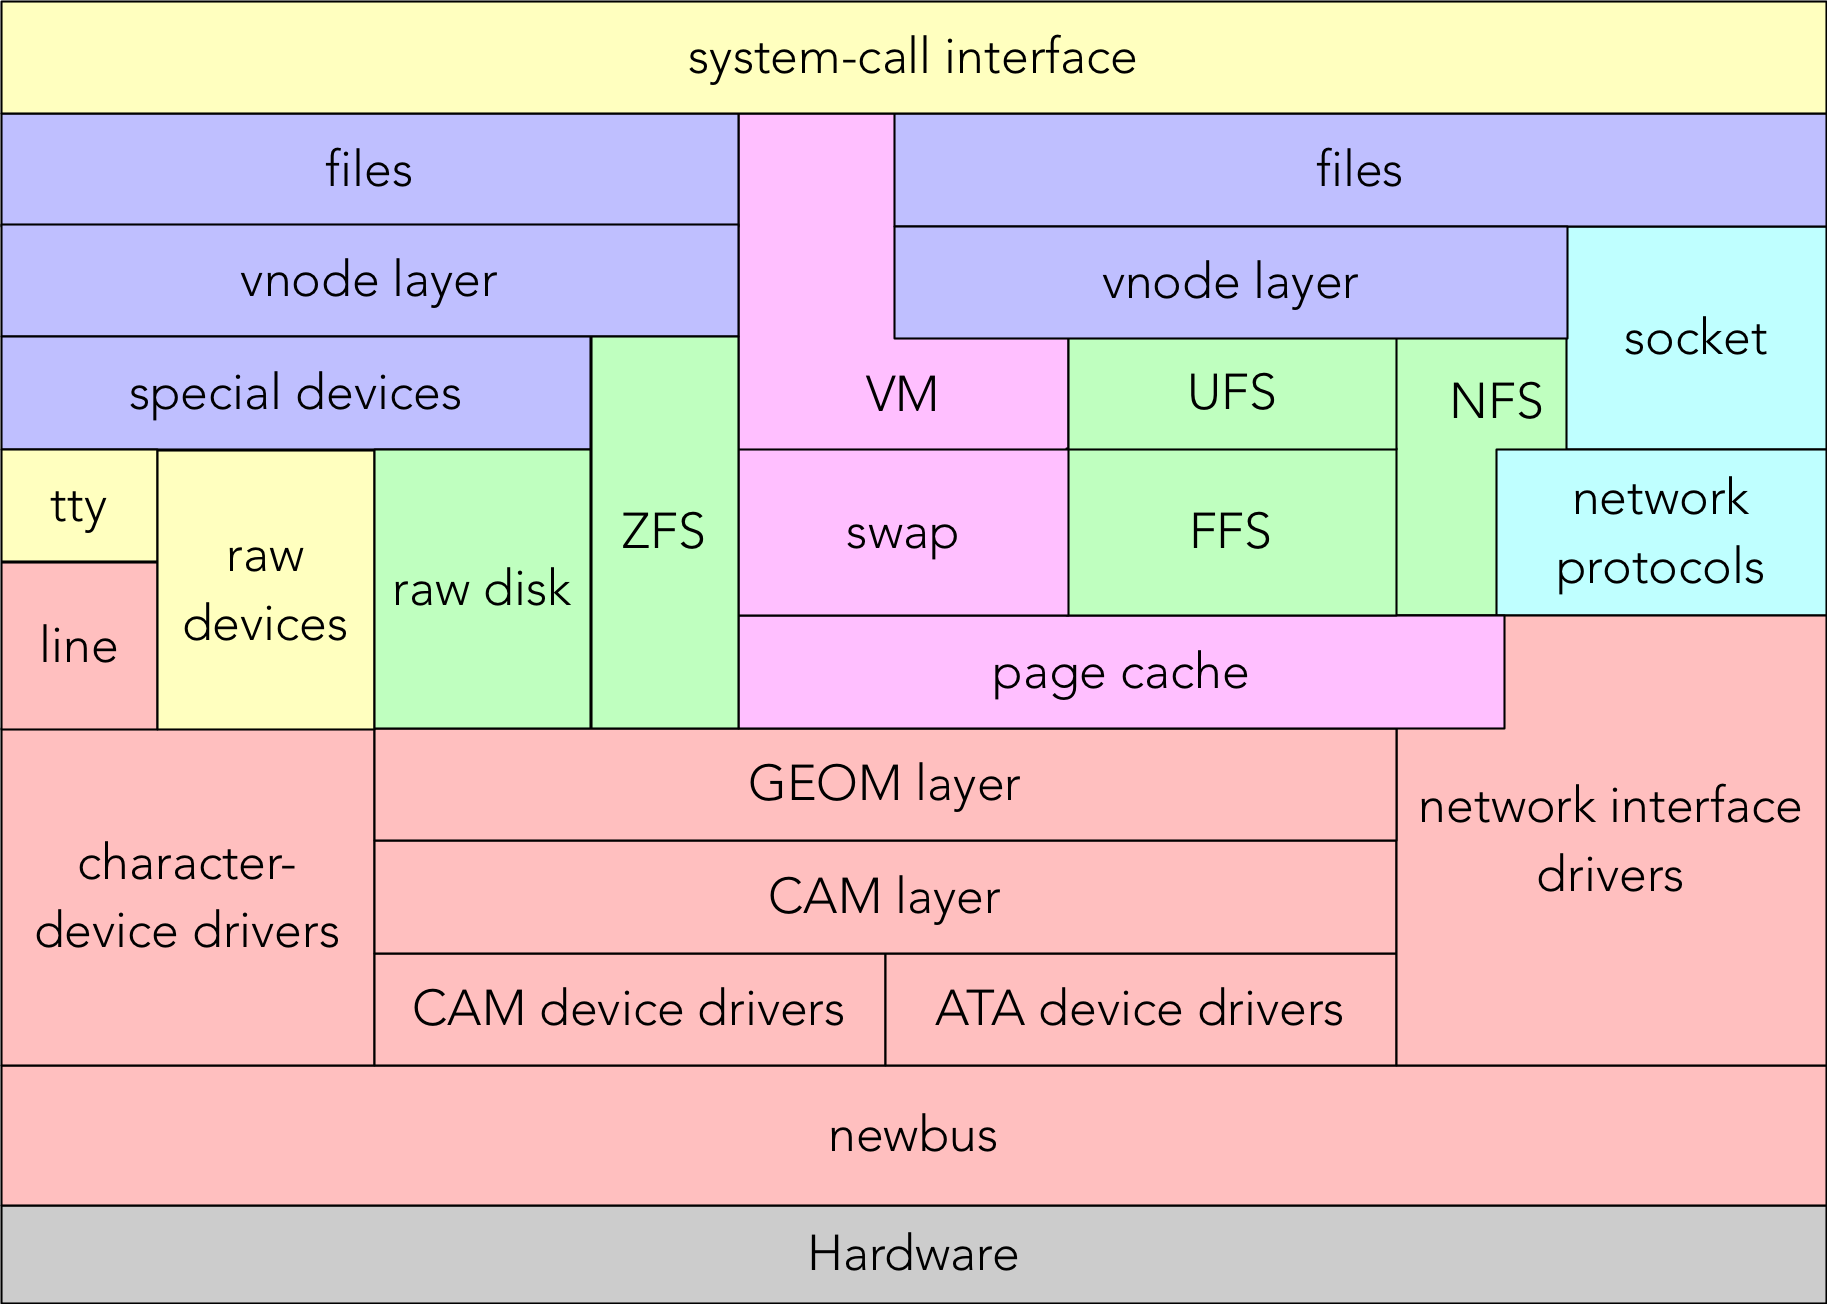 system-call interface
files
files
vnode layer
vnode layer
socket
special devices
VM
UFS
NFS
tty
raw
devices
raw disk
ZFS
swap
FFS
network
protocols
line
page cache
GEOM layer
network interface
drivers
character-
device drivers
CAM layer
CAM device drivers
ATA device drivers
newbus
Hardware